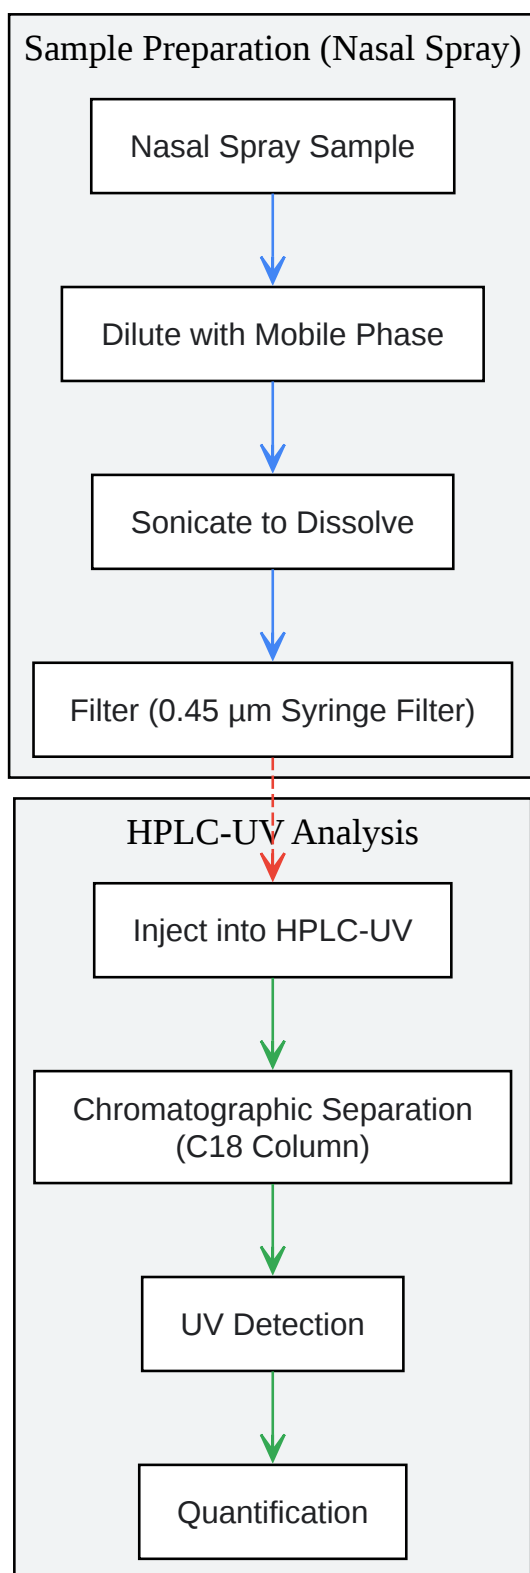 Sample Preparation (Nasal Spray)
Nasal Spray Sample
Dilute with Mobile Phase
Sonicate to Dissolve
Filter (0.45 µm Syringe Filter)
HPLC-UV Analysis
Inject into HPLC-UV
Chromatographic Separation
(C18 Column)
UV Detection
Quantification